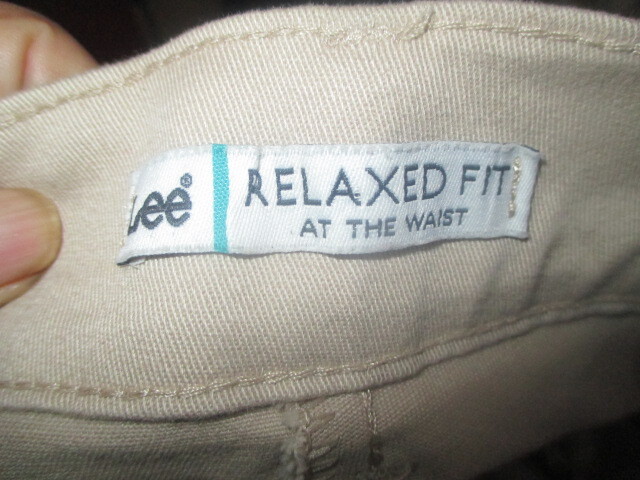 Lee®
RELAXED FIT
AT THE WAIST